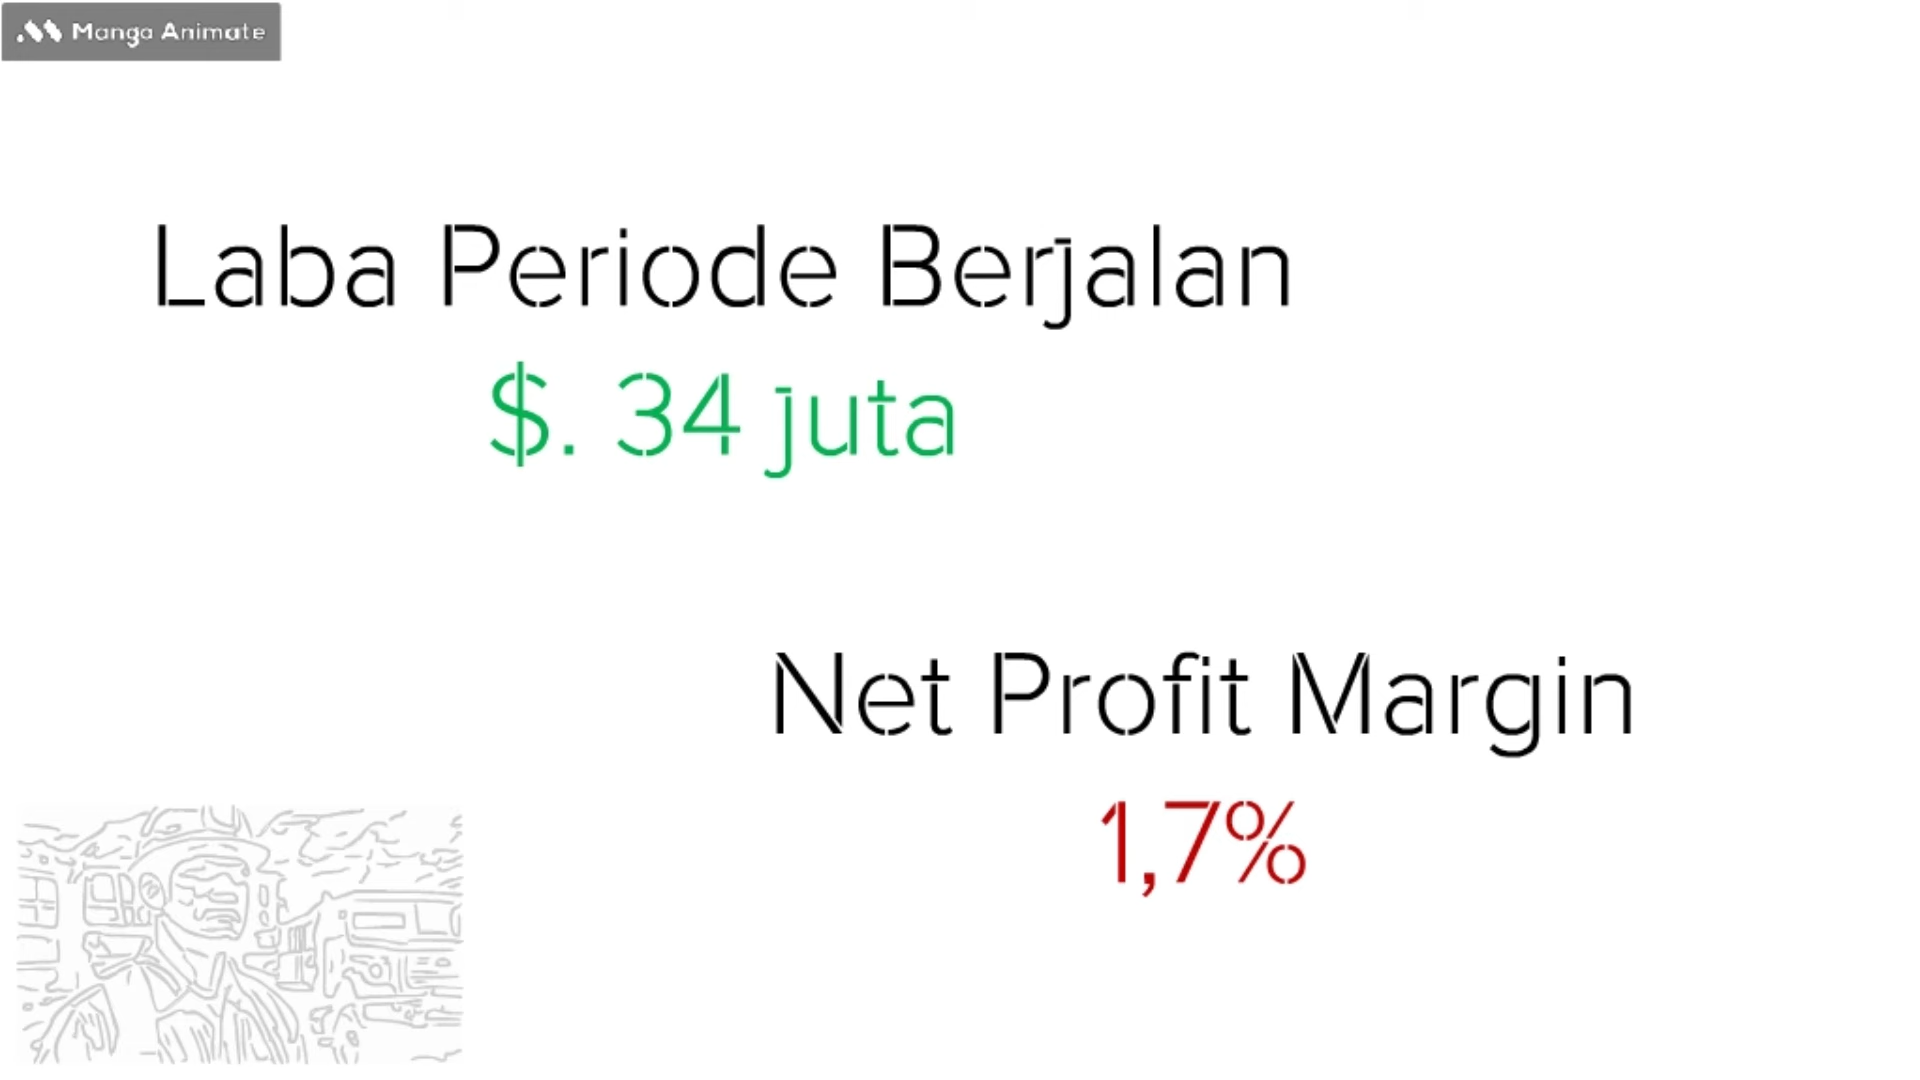 Manga Animate
Laba Periode Berjalan
$. 34 juta
Net Profit Margin
1,7%